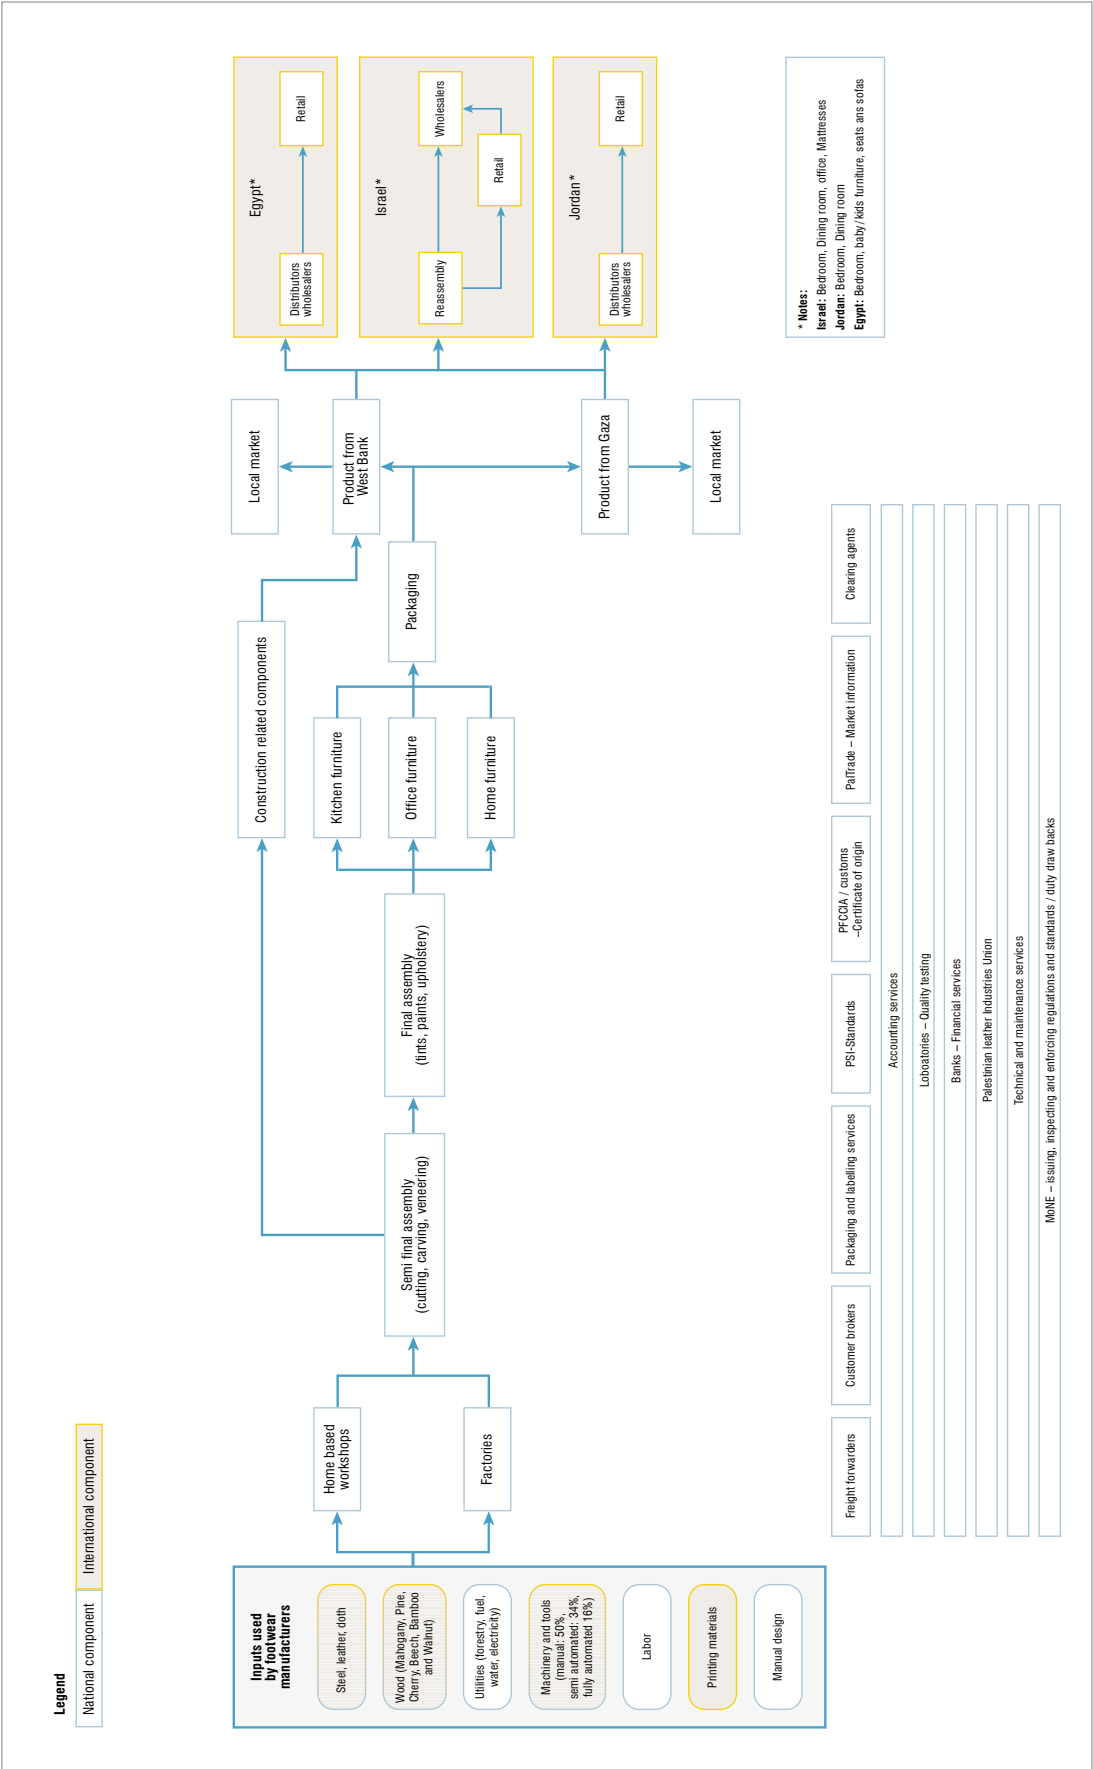 Legend
National component
International component
Inputs used
by footwear
manufacturers
Steel, leather, doth
Wood (Mahogany, Pine,
Cherry, Beech, Bamboo
and Walnut)
Utilities (forestry, fuel,
water, electricity)
Machinery and tools
(manual: 50%,
semi automated: 34%,
fully automated 16%)
Labor
Printing materials
Manual design
Home based
workshops
Factories
Semi final assembly
(cutting, carving, veneering)
Final assembly
(tints, paints, upholstery)
Construction related components
Kitchen furniture
Office furniture
Home furniture
Packaging
Local market
Product from
West Bank
Product from Gaza
Local market
Egypt*
Distributors
wholesalers
Retail
Israel*
Reassembly
Wholesalers
Retail
Jordan*
Distributors
wholesalers
Retail
* Notes:
Israel: Bedroom, Dining room, office, Mattresses
Jordan: Bedroom, Dining room
Egypt: Bedroom, baby/ kids furniture, seats ans sofas
Freight forwarders
Customer brokers
Packaging and labelling services
PSI-Standards
PFCCIA / customs
–Certificate of origin
PalTrade – Market information
Clearing agents
Accounting services
Loboatories – Quality testing
Banks – Financial services
Palestinian leather Industries Union
Technical and maintenance services
MoNE – issuing, inspecting and enforcing regulations and standards / duty draw backs